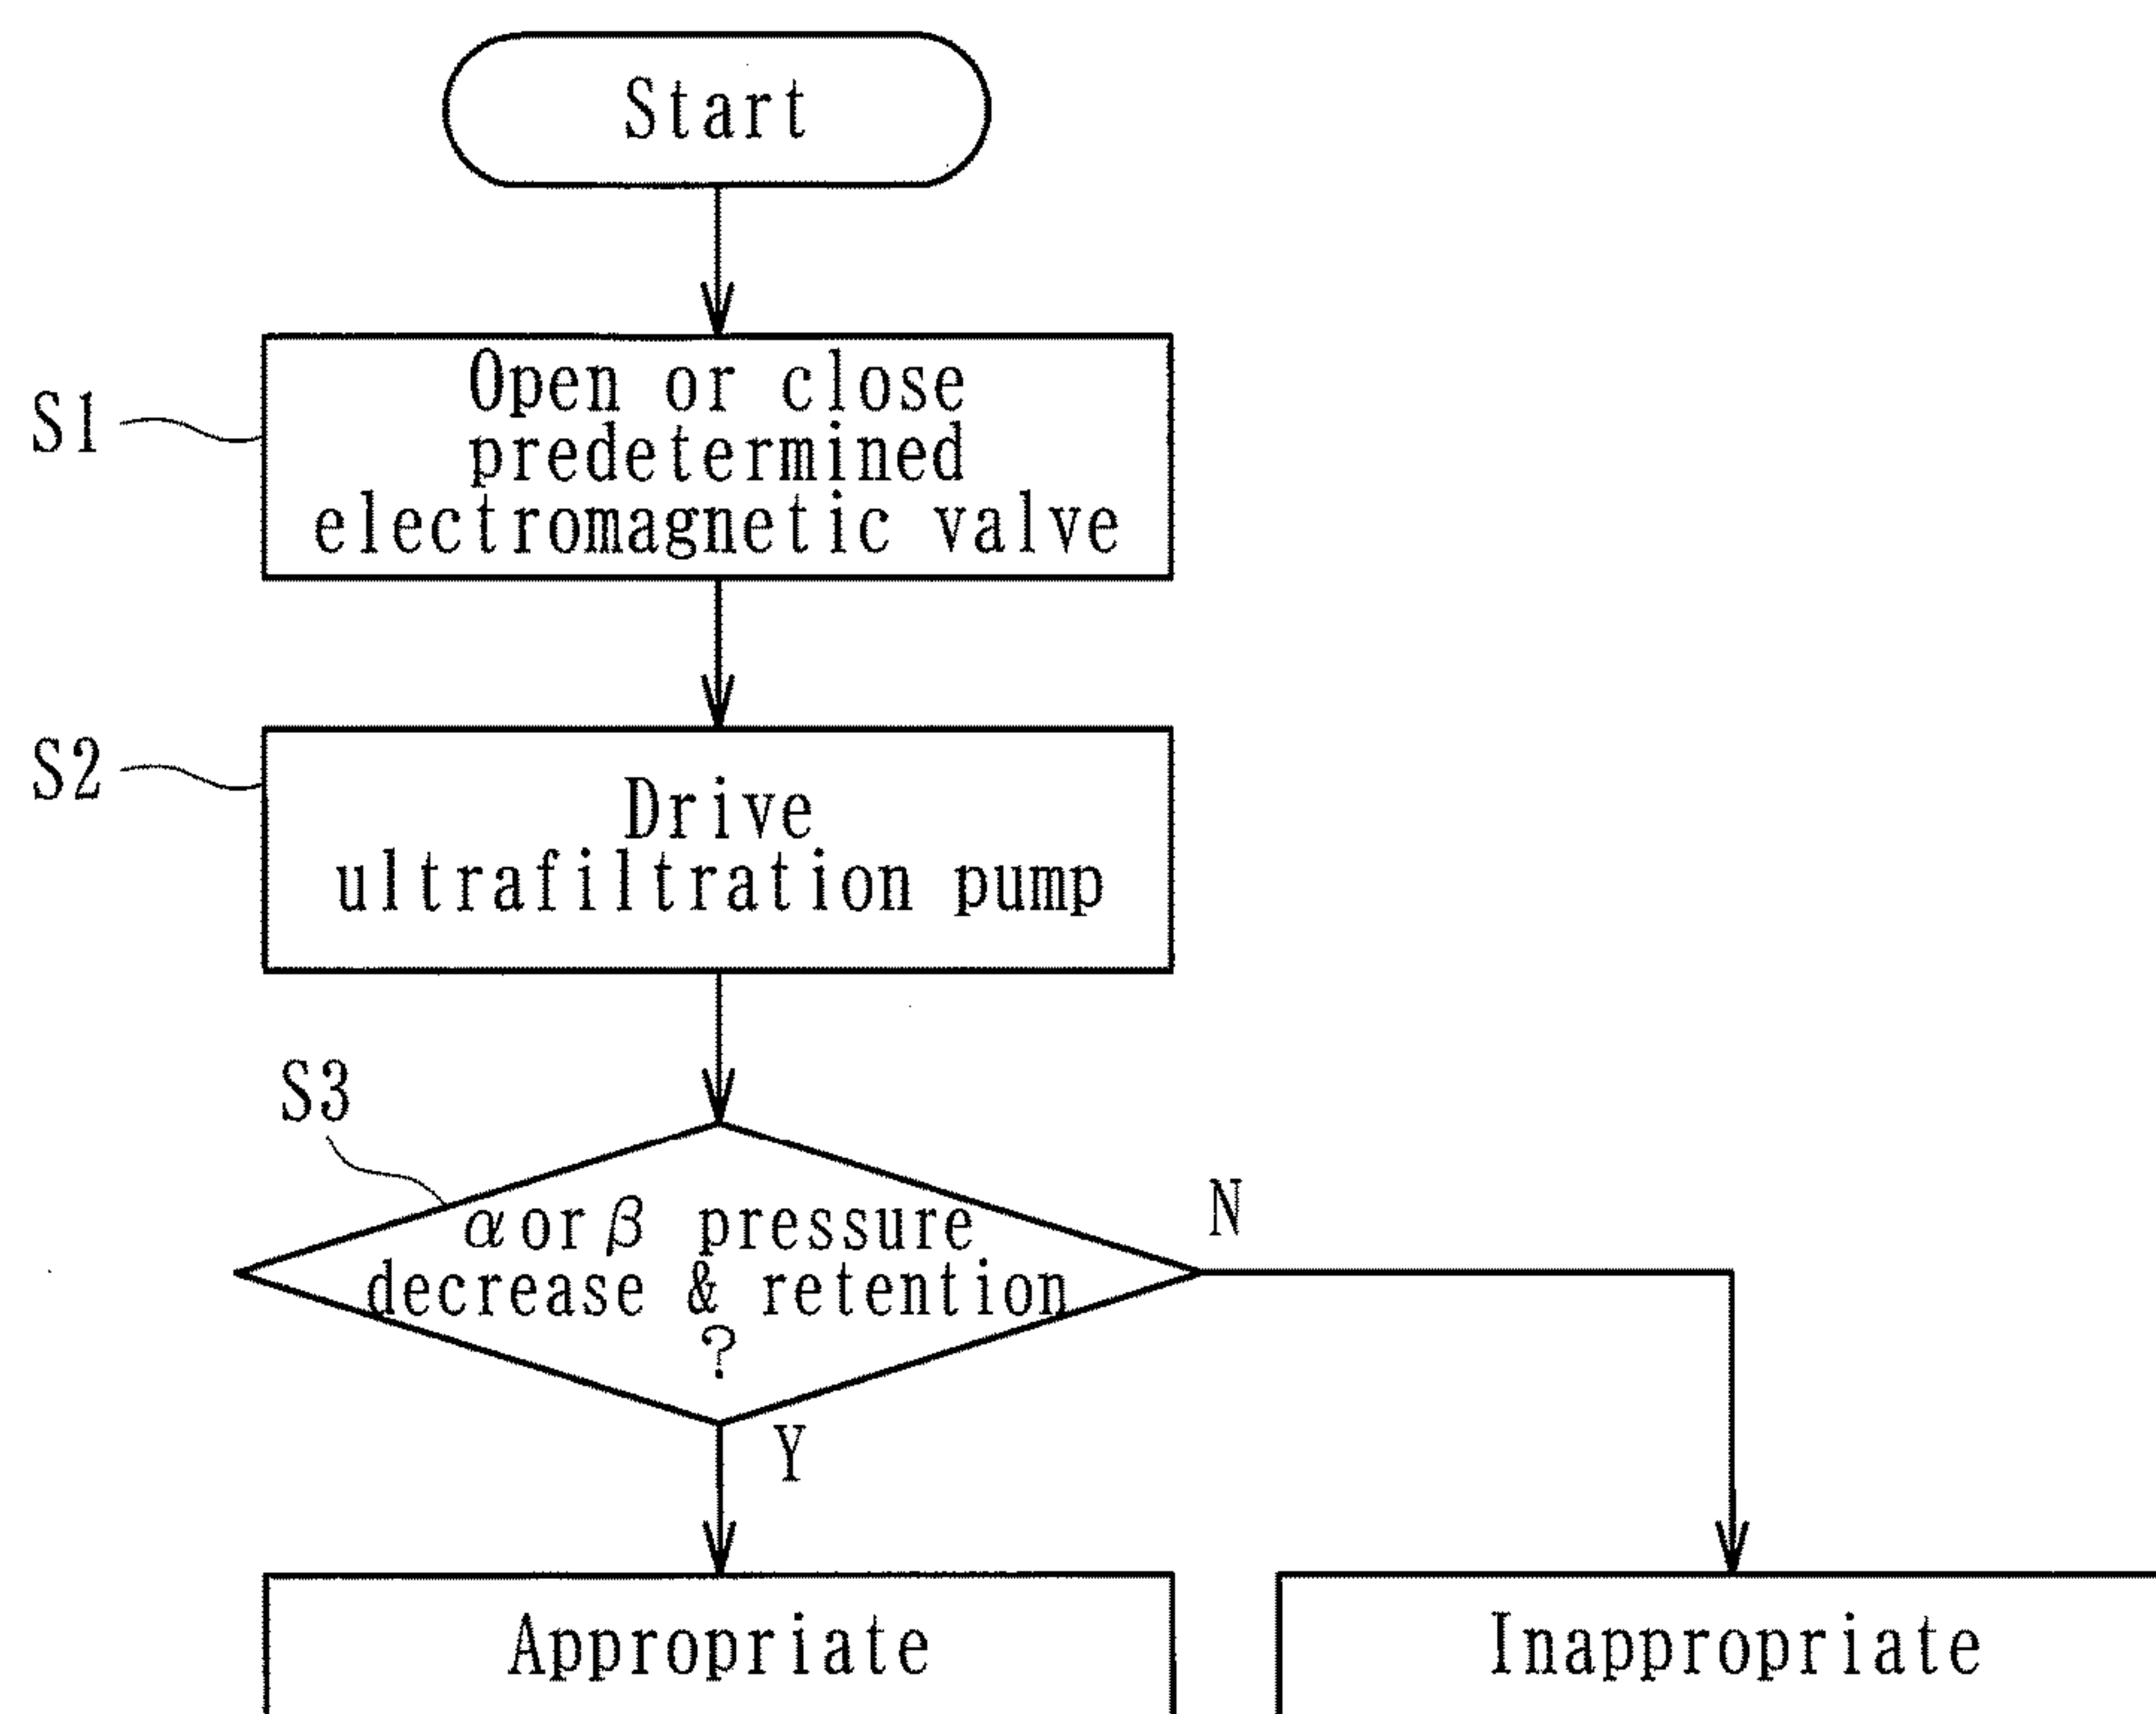 Start
S1
Open or close
predetermined
electromagnetic valve
S2
Drive
ultrafiltration pump
S3
α or β pressure
decrease & retention
?
N
Y
Appropriate
Inappropriate